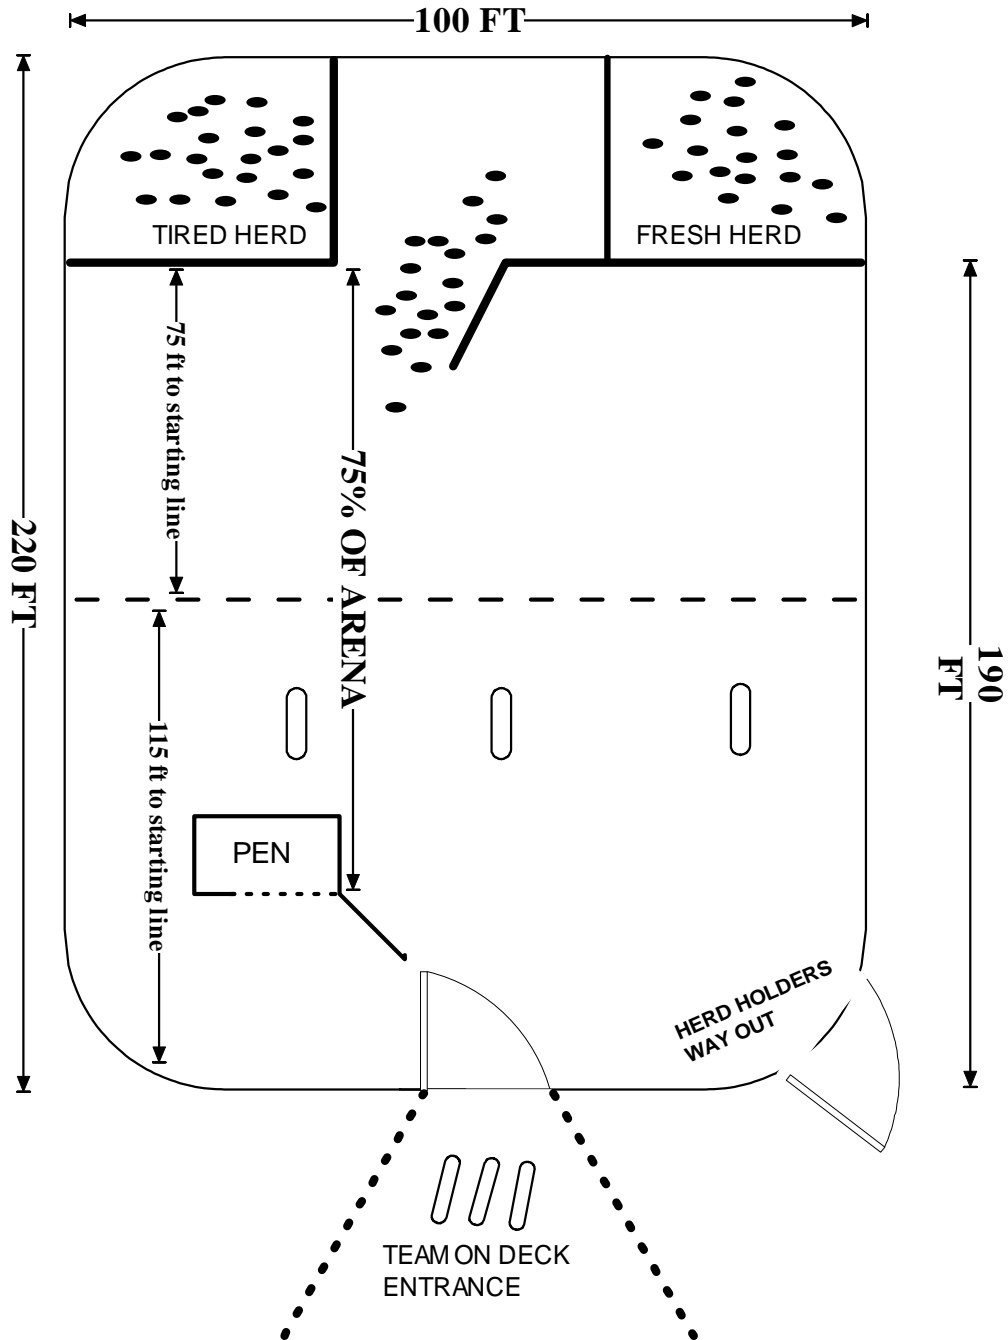 100 FT
TIRED HERD
FRESH HERD
75 ft to starting line
75% OF ARENA
220 FT
190
FT
115 ft to starting line
PEN
HERD HOLDERS
WAY OUT
TEAM ON DECK
ENTRANCE